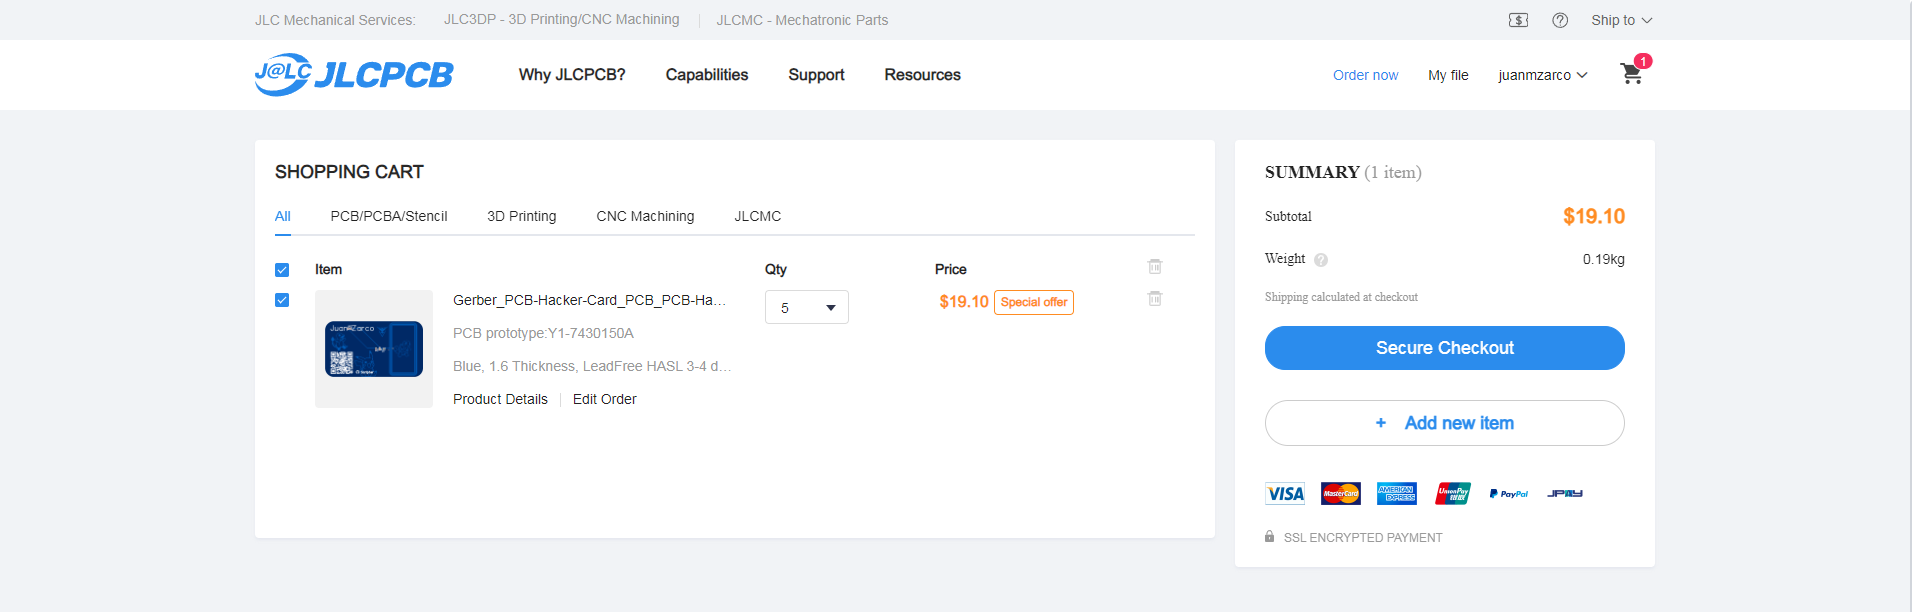 JLC Mechanical Services: JLC3DP - 3D Printing/CNC Machining JLCMC - Mechatronic Parts
Ship to
J@LC JLCPCB Why JLCPCB? Capabilities Support Resources
Order now My file juanmzarco 1
SHOPPING CART
All PCB/PCBA/Stencil 3D Printing CNC Machining JLCMC
Item Qty Price
Gerber_PCB-Hacker-Card_PCB_PCB-Ha... 5 $19.10 Special offer
PCB prototype:Y1-7430150A
Blue, 1.6 Thickness, LeadFree HASL 3-4 d...
Product Details Edit Order
SUMMARY (1 item)
Subtotal $19.10
Weight ? 0.19kg
Shipping calculated at checkout
Secure Checkout
+ Add new item
VISA MasterCard AMERICAN EXPRESS UnionPay 银联 PayPal JPAY
SSL ENCRYPTED PAYMENT